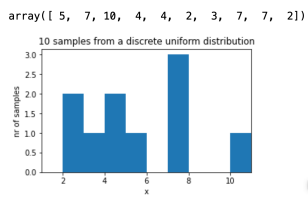 array([ 5, 7, 10, 4, 4, 2, 3, 7, 7, 2])
10 samples from a discrete uniform distribution
3.0
2.5
2.0
1.5
1.0
0.5
0.0
nr of samples
2 4 6 8 10
x